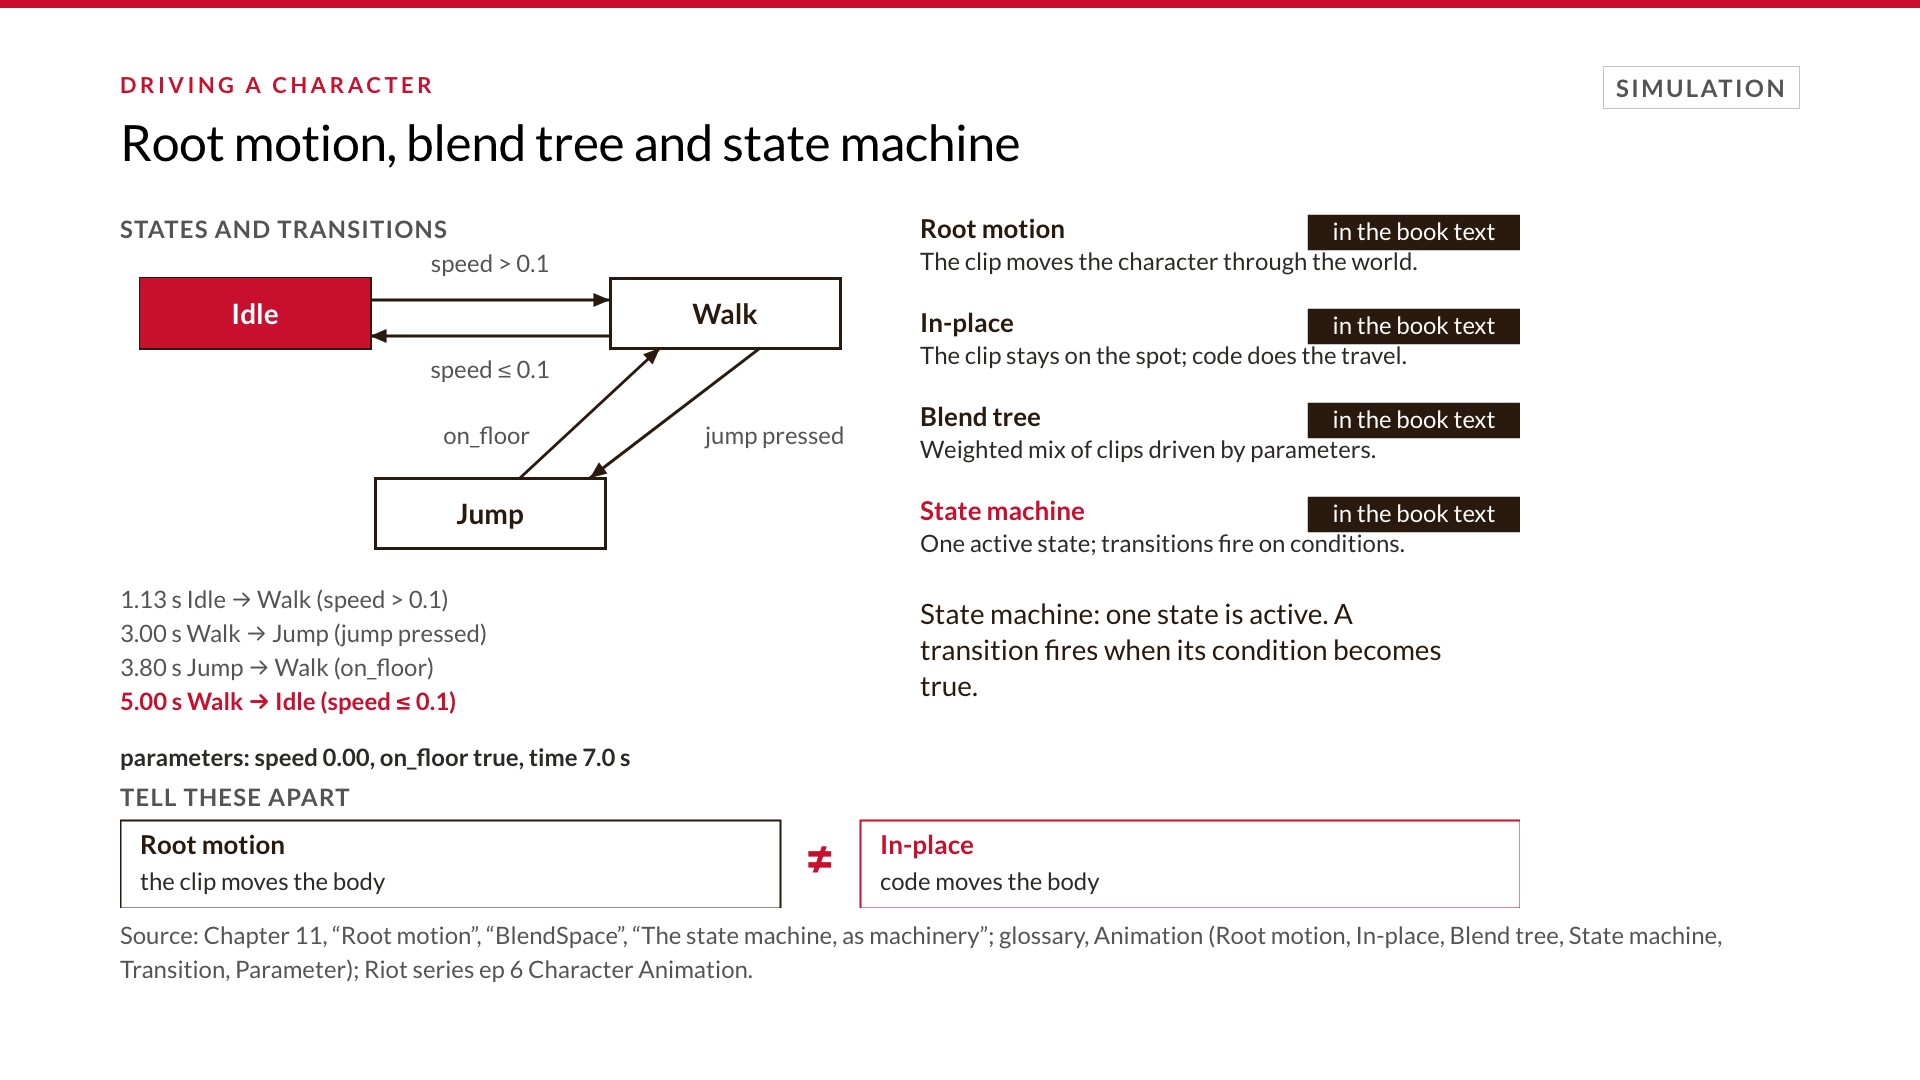 DRIVING A CHARACTER
SIMULATION
Root motion, blend tree and state machine
STATES AND TRANSITIONS
speed > 0.1
Idle
Walk
speed ≤ 0.1
on_floor
jump pressed
Jump
1.13 s Idle → Walk (speed > 0.1)
3.00 s Walk → Jump (jump pressed)
3.80 s Jump → Walk (on_floor)
5.00 s Walk → Idle (speed ≤ 0.1)
parameters: speed 0.00, on_floor true, time 7.0 s
Root motion
in the book text
The clip moves the character through the world.
In-place
in the book text
The clip stays on the spot; code does the travel.
Blend tree
in the book text
Weighted mix of clips driven by parameters.
State machine
in the book text
One active state; transitions fire on conditions.
State machine: one state is active. A
transition fires when its condition becomes
true.
TELL THESE APART
Root motion
the clip moves the body
≠
In-place
code moves the body
Source: Chapter 11, “Root motion”, “BlendSpace”, “The state machine, as machinery”; glossary, Animation (Root motion, In-place, Blend tree, State machine,
Transition, Parameter); Riot series ep 6 Character Animation.